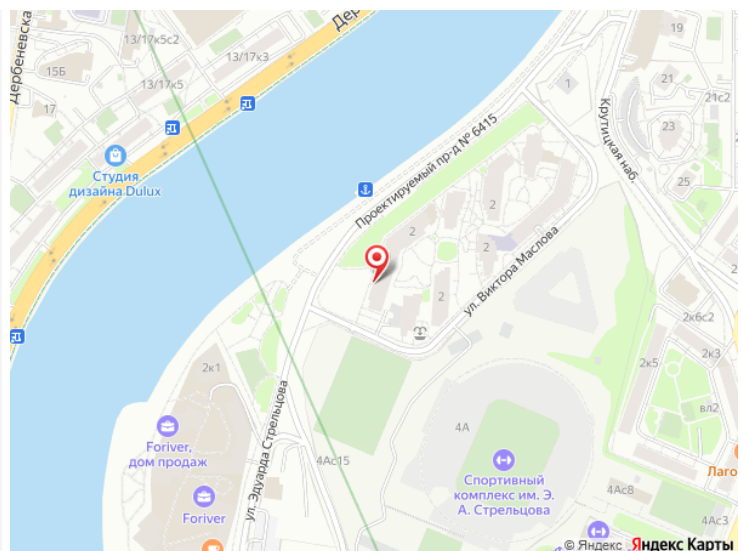 13/17к5с2
Дер
Дербеневска
15Б
13/17к3
13/17к5
17
19
21
21с2
1
23
25
Крутицкая наб.
Студия
дизайна Dulux
Проектируемый пр-д № 6415
2
2
2
ул. Виктора Маслова
2к6с2
2к5
2к3
вл2
2к1
ул. Эдуарда Стрельцова
Foriver,
дом продаж
Foriver
4Ас15
4А
Спортивный
комплекс им. Э.
А. Стрельцова
4Ас8
4Ас3
Лаго
© Яндекс Яндекс Карты